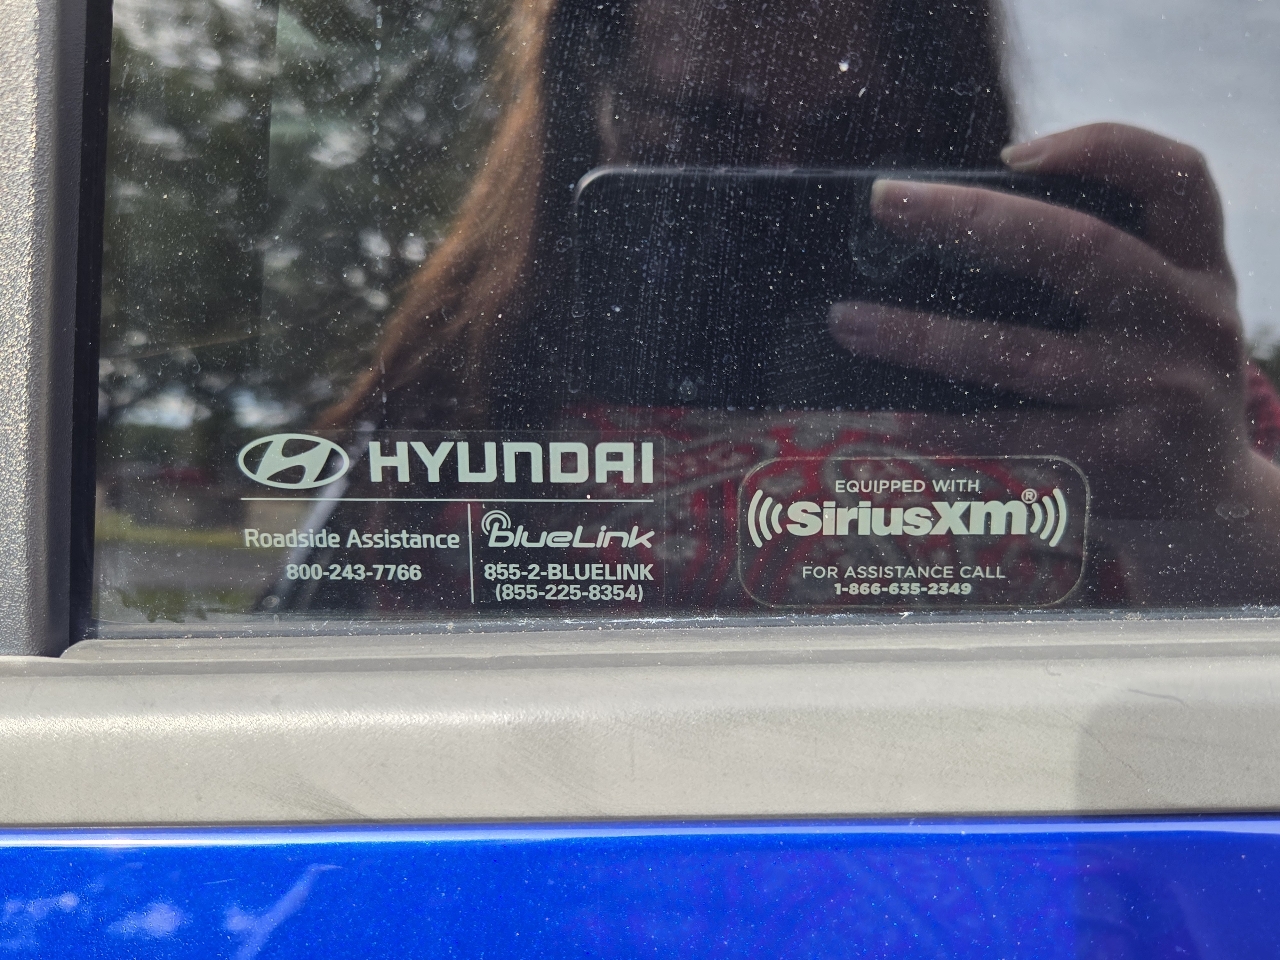 HYUNDAI
Roadside Assistance
800-243-7766
blueLink
855-2-BLUELINK
(855-225-8354)
EQUIPPED WITH
SiriusXM®
FOR ASSISTANCE CALL
1-866-635-2349